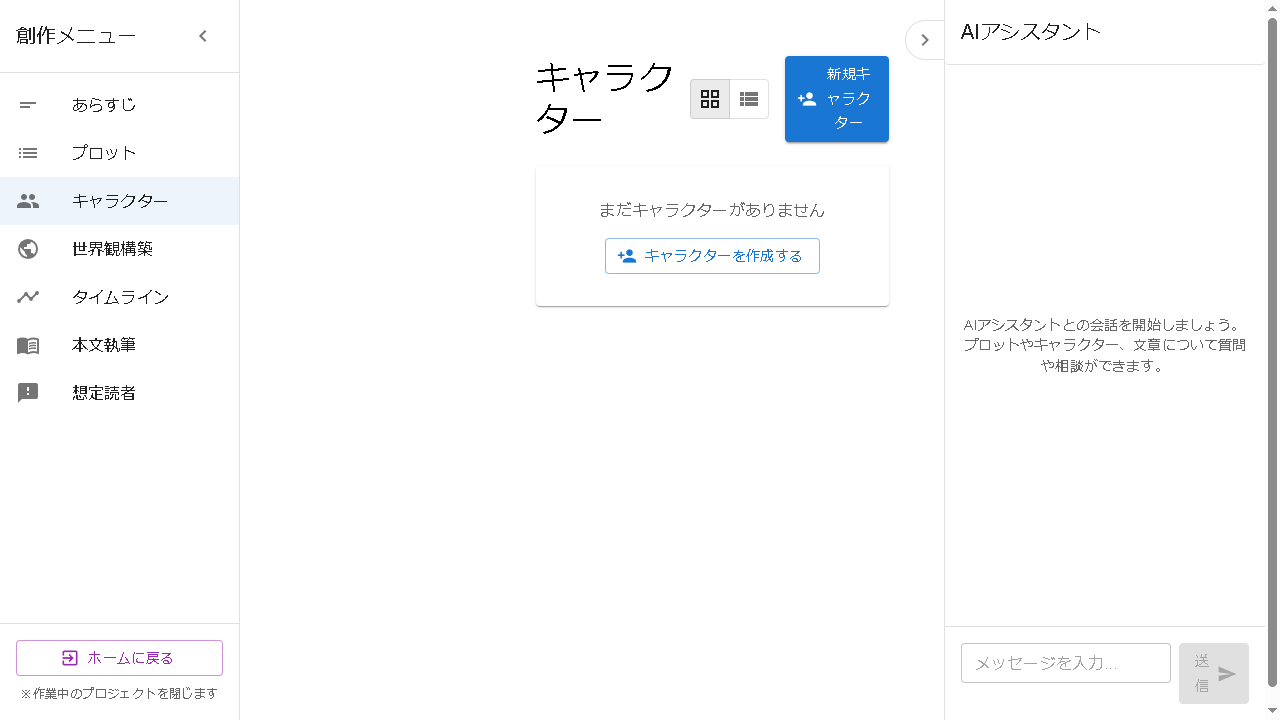 創作メニュー
あらすじ
プロット
キャラクター
世界観構築
タイムライン
本文執筆
想定読者
ホームに戻る
※作業中のプロジェクトを閉じます
キャラク
ター
新規キ
ャラク
ター
まだキャラクターがありません
キャラクターを作成する
AIアシスタント
AIアシスタントとの会話を開始しましょう。
プロットやキャラクター、文章について質問
や相談ができます。
メッセージを入力...
送
信